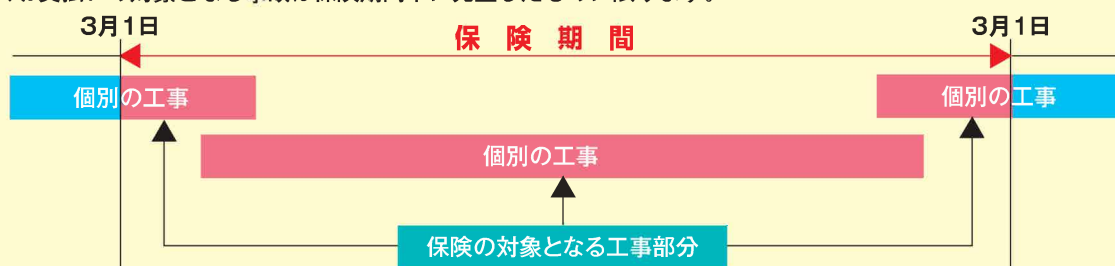 3月1日
3月1日
保険期間
個別の工事
個別の工事
個別の工事
保険の対象となる工事部分